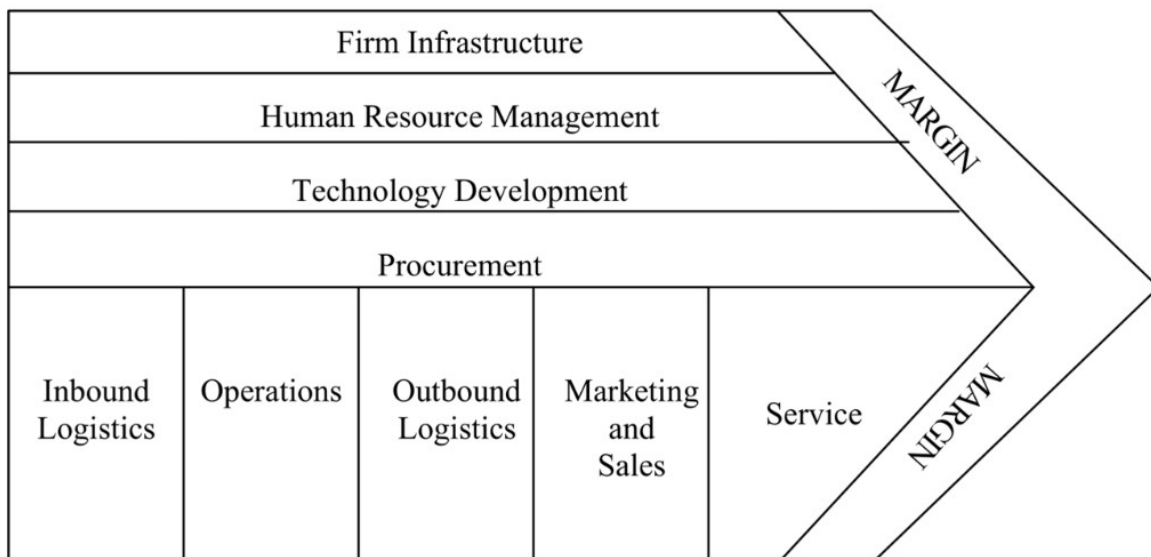 Firm Infrastructure
MARGIN
Human Resource Management
Technology Development
Procurement
Inbound
Logistics
Operations
Outbound
Logistics
Marketing
and
Sales
Service
MARGIN